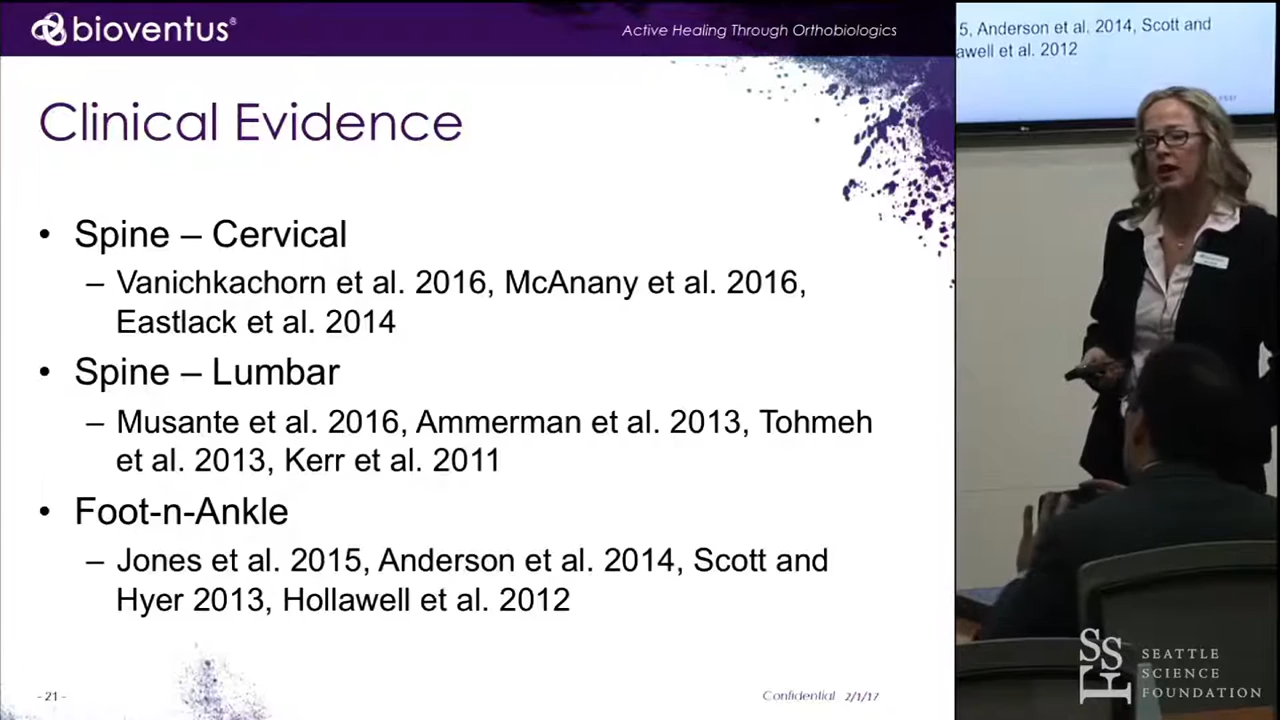 bioventus®
Active Healing Through Orthobiologics
Clinical Evidence
• Spine – Cervical
– Vanichkachorn et al. 2016, McAnany et al. 2016,
Eastlack et al. 2014
• Spine – Lumbar
– Musante et al. 2016, Ammerman et al. 2013, Tohmeh
et al. 2013, Kerr et al. 2011
• Foot-n-Ankle
– Jones et al. 2015, Anderson et al. 2014, Scott and
Hyer 2013, Hollawell et al. 2012
- 21 -
Confidential 2/1/17
5, Anderson et al. 2014, Scott and
awell et al. 2012
SSF
SEATTLE
SCIENCE
FOUNDATION